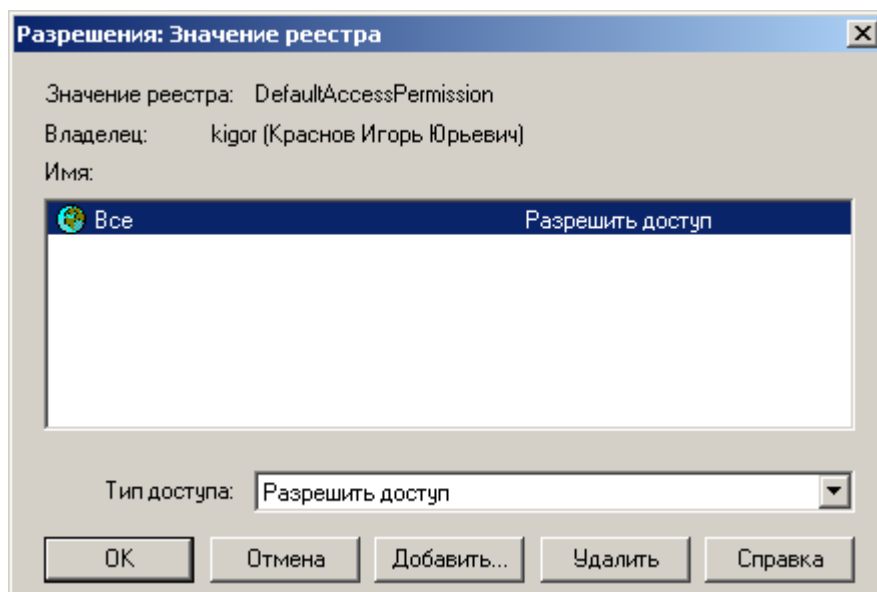 Разрешения: Значение реестра
Значение реестра: DefaultAccessPermission
Владелец: kigor (Краснов Игорь Юрьевич)
Имя:
Все Разрешить доступ
Тип доступа: Разрешить доступ
OK Отмена Добавить... Удалить Справка